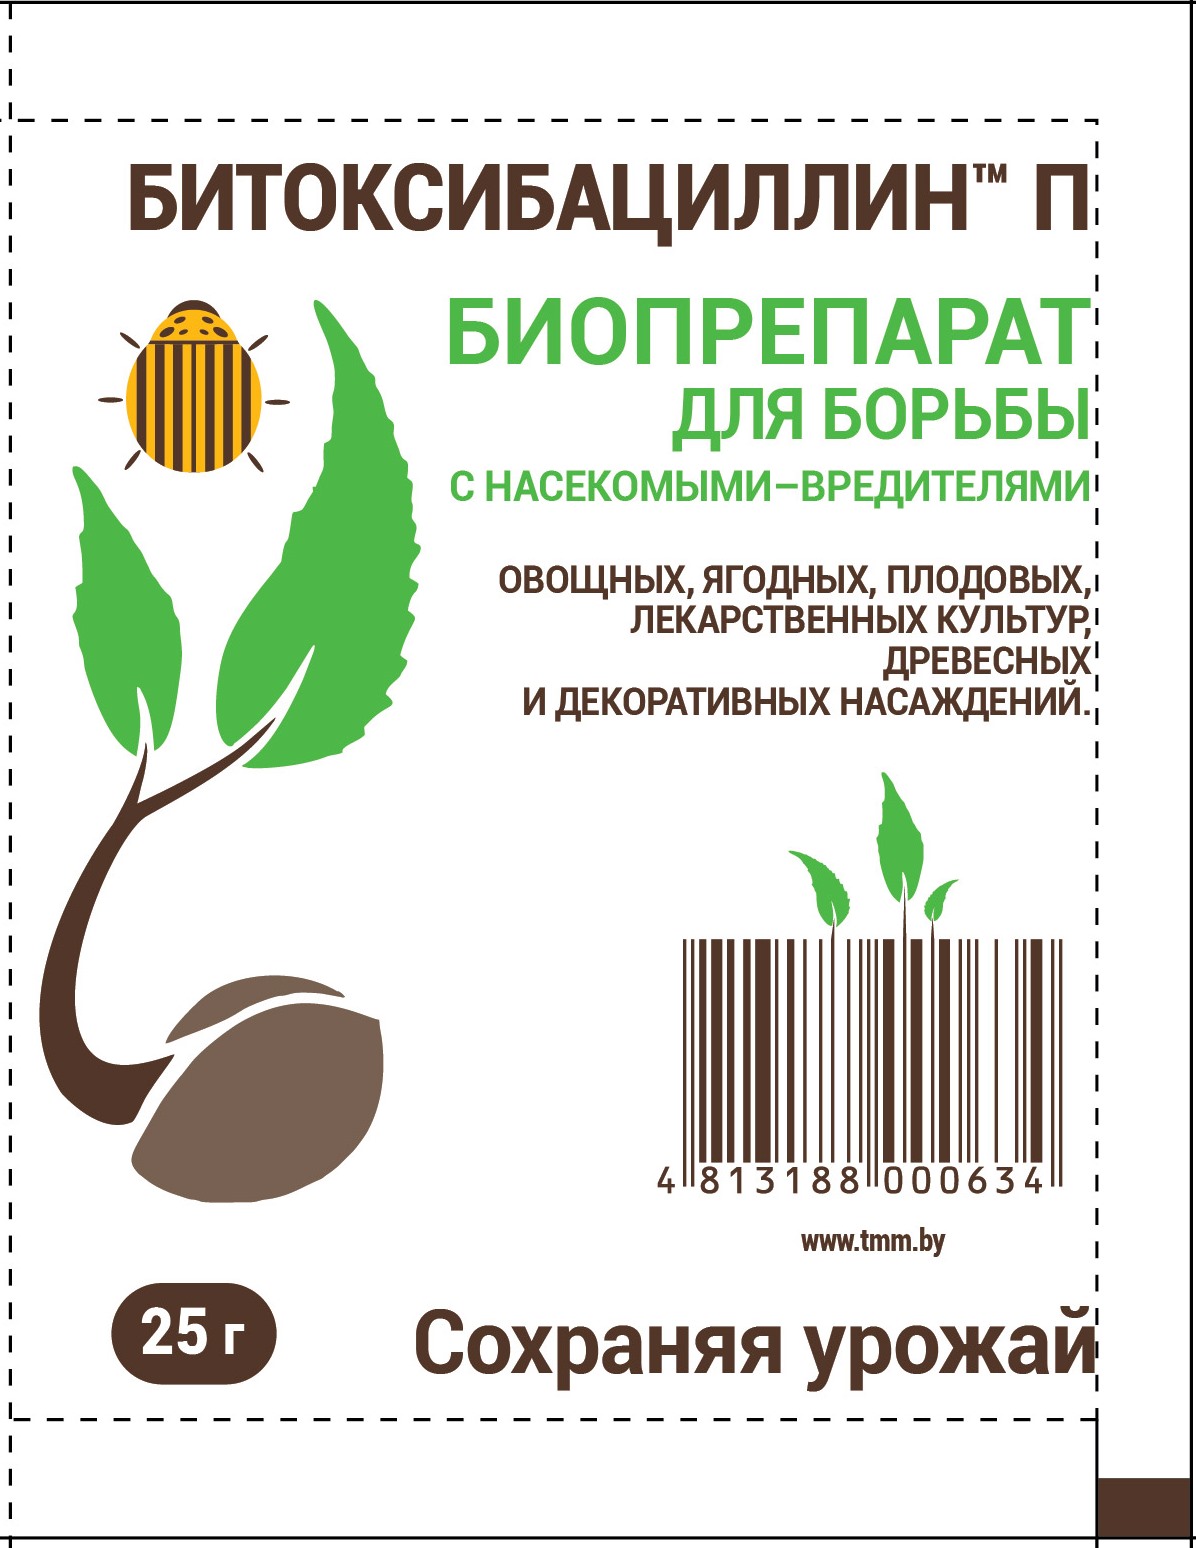 БИТОКСИБАЦИЛЛИН™ П
БИОПРЕПАРАТ
ДЛЯ БОРЬБЫ
С НАСЕКОМЫМИ–ВРЕДИТЕЛЯМИ
ОВОЩНЫХ, ЯГОДНЫХ, ПЛОДОВЫХ,
ЛЕКАРСТВЕННЫХ КУЛЬТУР,
ДРЕВЕСНЫХ
И ДЕКОРАТИВНЫХ НАСАЖДЕНИЙ.
4 813188 000634
www.tmm.by
25 г
Сохраняя урожай